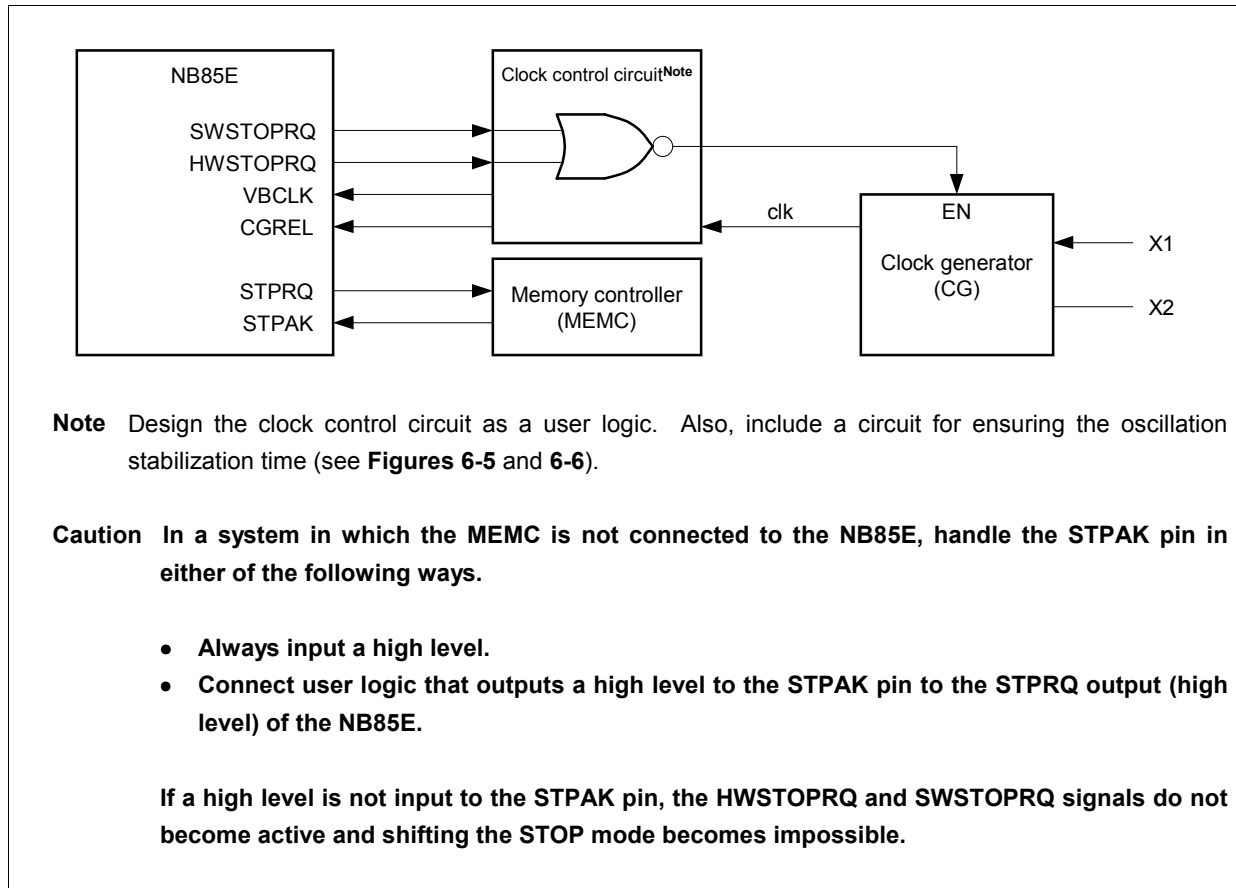 NB85E
Clock control circuitNote
SWSTOPRQ
HWSTOPRQ
VBCLK
CGREL
clk
EN
Clock generator
(CG)
X1
X2
STPRQ
STPAK
Memory controller
(MEMC)
Note Design the clock control circuit as a user logic. Also, include a circuit for ensuring the oscillation
stabilization time (see Figures 6-5 and 6-6).
Caution In a system in which the MEMC is not connected to the NB85E, handle the STPAK pin in
either of the following ways.
• Always input a high level.
• Connect user logic that outputs a high level to the STPAK pin to the STPRQ output (high
level) of the NB85E.
If a high level is not input to the STPAK pin, the HWSTOPRQ and SWSTOPRQ signals do not
become active and shifting the STOP mode becomes impossible.